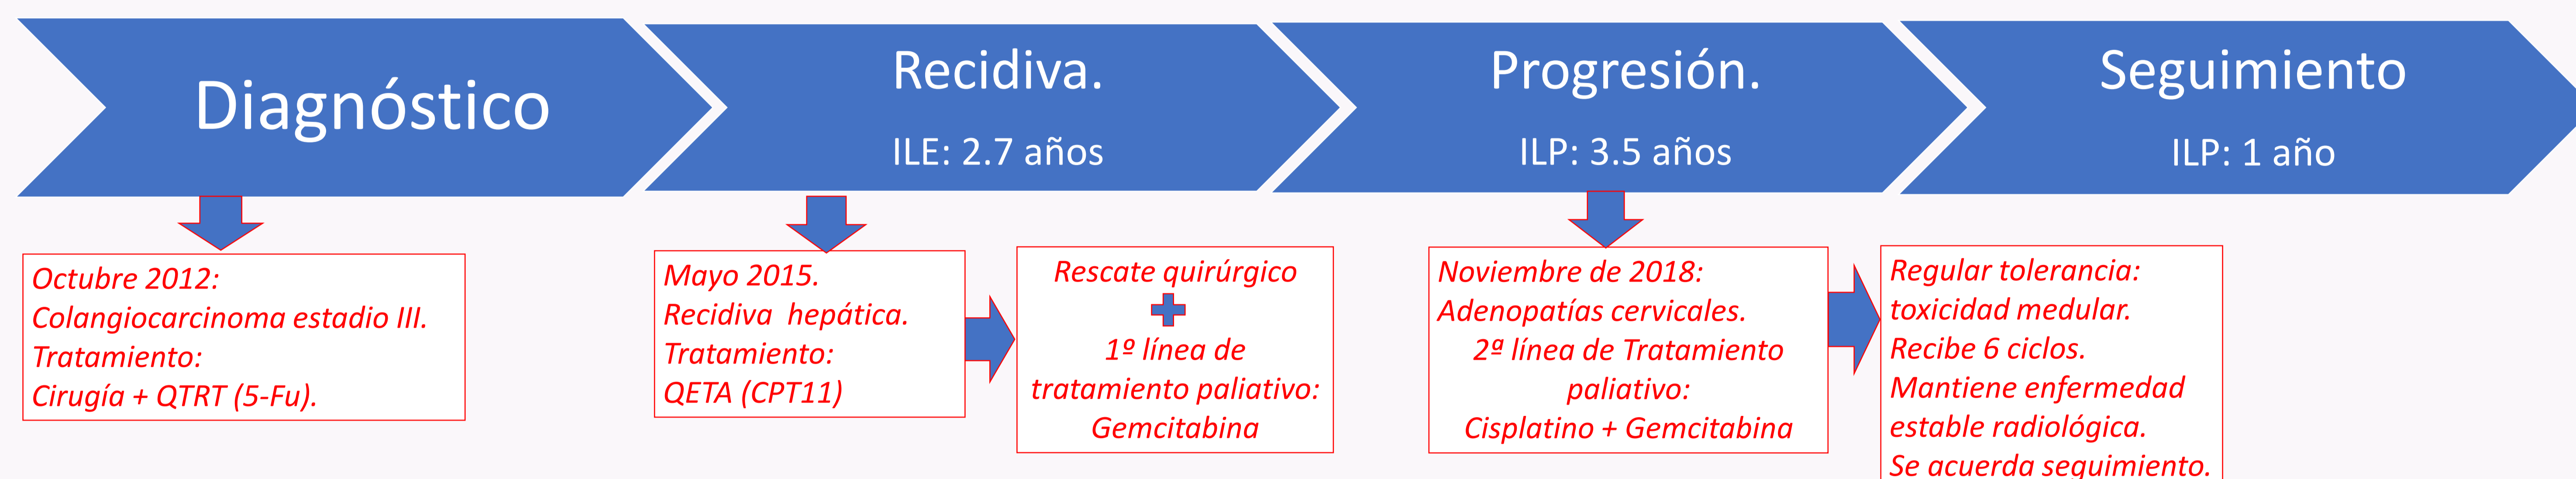 Diagnóstico
Recidiva.
ILE: 2.7 años
Progresión.
ILP: 3.5 años
Seguimiento
ILP: 1 año
Octubre 2012:
Colangiocarcinoma estadio III.
Tratamiento:
Cirugía + QTRT (5-Fu).
Mayo 2015.
Recidiva hepática.
Tratamiento:
QETA (CPT11)
Rescate quirúrgico
1º línea de
tratamiento paliativo:
Gemcitabina
Noviembre de 2018:
Adenopatías cervicales.
2ª línea de Tratamiento
paliativo:
Cisplatino + Gemcitabina
Regular tolerancia:
toxicidad medular.
Recibe 6 ciclos.
Mantiene enfermedad
estable radiológica.
Se acuerda seguimiento.